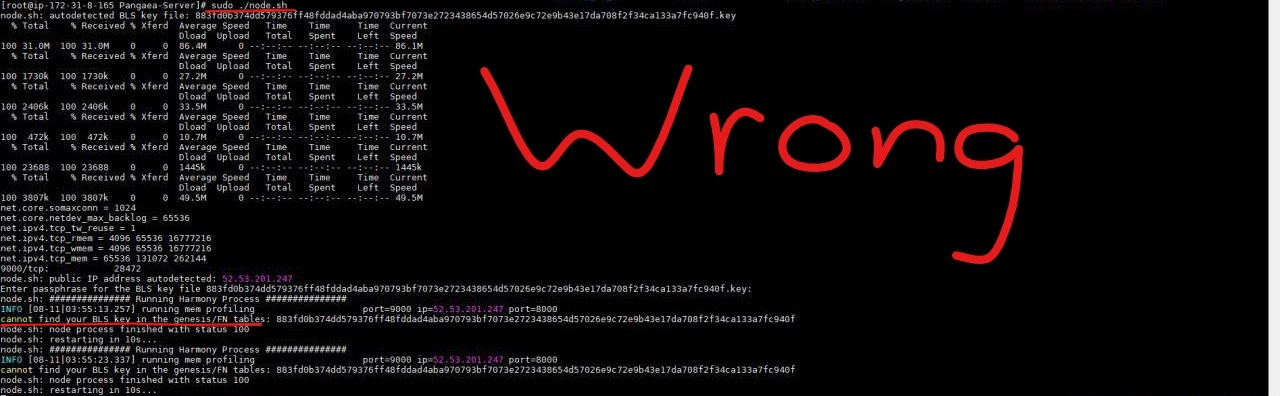 [root@ip-172-31-8-165 Pangaea-Server]# sudo ./node.sh
node.sh: autodetected BLS key file: 883fd0b374dd579376ff48fddad4aba970793bf7073e2723438654d57026e9c72e9b43e17da708f2f34ca133a7fc940f.key
% Total % Received % Xferd Average Speed Time Time Time Current
Dload Upload Total Spent Left Speed
100 31.0M 100 31.0M 0 0 86.4M 0 --:--:-- --:--:-- --:--:-- 86.1M
% Total % Received % Xferd Average Speed Time Time Time Current
Dload Upload Total Spent Left Speed
100 1730k 100 1730k 0 0 27.2M 0 --:--:-- --:--:-- --:--:-- 27.2M
% Total % Received % Xferd Average Speed Time Time Time Current
Dload Upload Total Spent Left Speed
100 2406k 100 2406k 0 0 33.5M 0 --:--:-- --:--:-- --:--:-- 33.5M
% Total % Received % Xferd Average Speed Time Time Time Current
Dload Upload Total Spent Left Speed
100 472k 100 472k 0 0 10.7M 0 --:--:-- --:--:-- --:--:-- 10.7M
% Total % Received % Xferd Average Speed Time Time Time Current
Dload Upload Total Spent Left Speed
100 23688 100 23688 0 0 1445k 0 --:--:-- --:--:-- --:--:-- 1445k
% Total % Received % Xferd Average Speed Time Time Time Current
Dload Upload Total Spent Left Speed
100 3807k 100 3807k 0 0 49.5M 0 --:--:-- --:--:-- --:--:-- 49.5M
Wrong
net.core.somaxconn = 1024
net.core.netdev_max_backlog = 65536
net.ipv4.tcp_tw_reuse = 1
net.ipv4.tcp_rmem = 4096 65536 16777216
net.ipv4.tcp_wmem = 4096 65536 16777216
net.ipv4.tcp_mem = 65536 131072 262144
9000/tcp: 28472
node.sh: public IP address autodetected: 52.53.201.247
Enter passphrase for the BLS key file 883fd0b374dd579376ff48fddad4aba970793bf7073e2723438654d57026e9c72e9b43e17da708f2f34ca133a7fc940f.key:
node.sh: ############### Running Harmony Process ###############
INFO [08-11|03:55:13.257] running mem profiling port=9000 ip=52.53.201.247 port=8000
cannot find your BLS key in the genesis/FN tables: 883fd0b374dd579376ff48fddad4aba970793bf7073e2723438654d57026e9c72e9b43e17da708f2f34ca133a7fc940f
node.sh: node process finished with status 100
node.sh: restarting in 10s...
node.sh: ############### Running Harmony Process ###############
INFO [08-11|03:55:23.337] running mem profiling port=9000 ip=52.53.201.247 port=8000
cannot find your BLS key in the genesis/FN tables: 883fd0b374dd579376ff48fddad4aba970793bf7073e2723438654d57026e9c72e9b43e17da708f2f34ca133a7fc940f
node.sh: node process finished with status 100
node.sh: restarting in 10s...